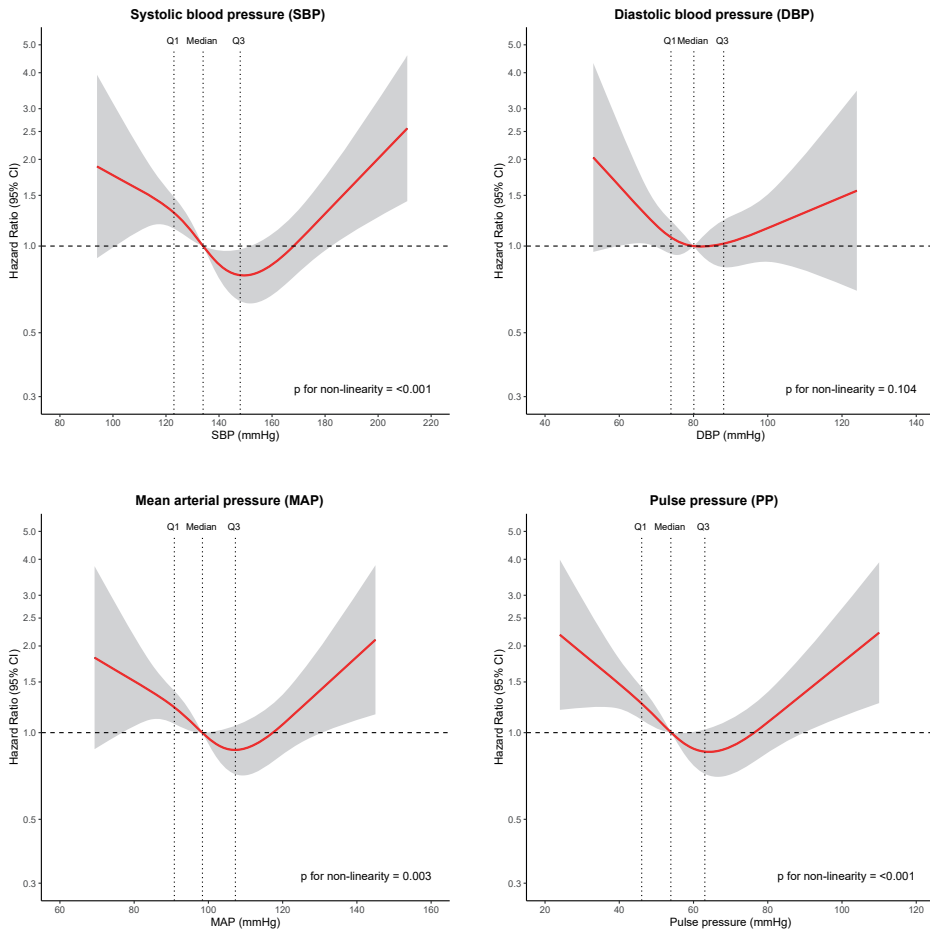 Systolic blood pressure (SBP)
Q1 Median Q3
Hazard Ratio (95% CI)
5.0
4.0
3.0
2.5
2.0
1.5
1.0
0.5
0.3
p for non-linearity = <0.001
80 100 120 140 160 180 200 220
SBP (mmHg)
Diastolic blood pressure (DBP)
Q1 Median Q3
Hazard Ratio (95% CI)
5.0
4.0
3.0
2.5
2.0
1.5
1.0
0.5
0.3
p for non-linearity = 0.104
40 60 80 100 120 140
DBP (mmHg)
Mean arterial pressure (MAP)
Q1 Median Q3
Hazard Ratio (95% CI)
5.0
4.0
3.0
2.5
2.0
1.5
1.0
0.5
0.3
p for non-linearity = 0.003
60 80 100 120 140 160
MAP (mmHg)
Pulse pressure (PP)
Q1 Median Q3
Hazard Ratio (95% CI)
5.0
4.0
3.0
2.5
2.0
1.5
1.0
0.5
0.3
p for non-linearity = <0.001
20 40 60 80 100 120
Pulse pressure (mmHg)